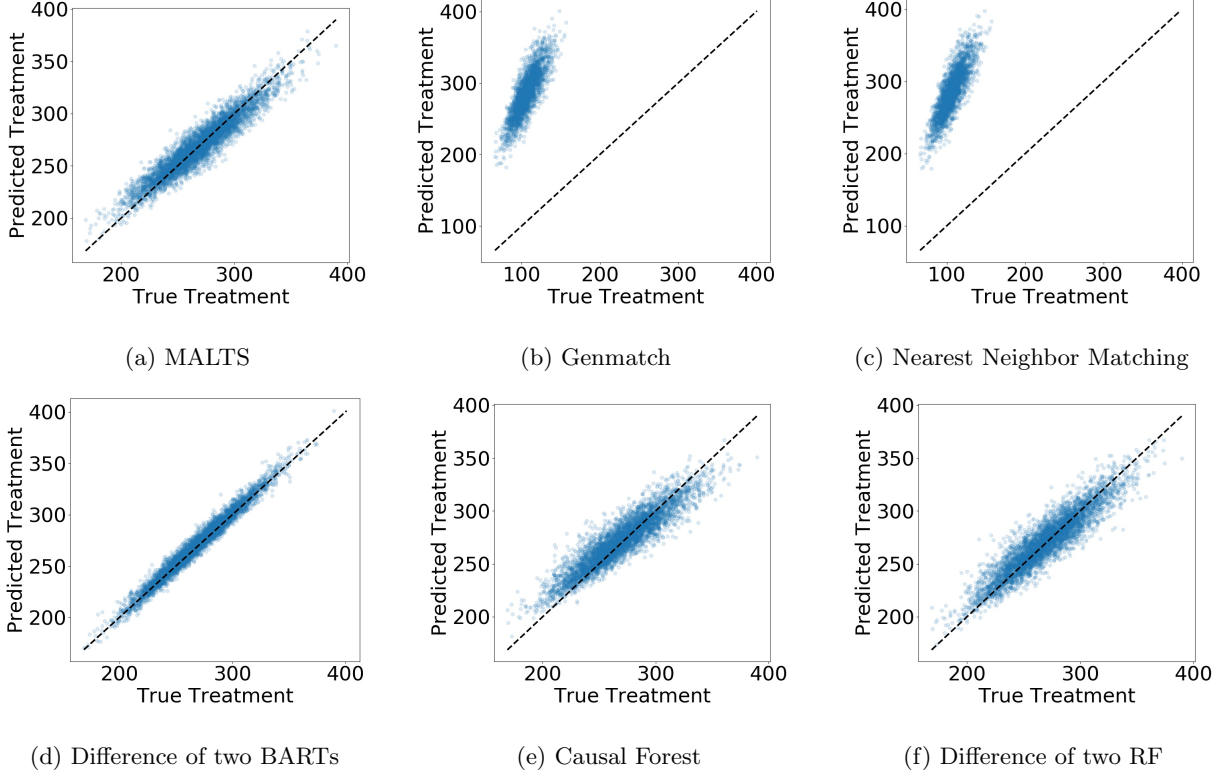 400
350
300
250
200
Predicted Treatment
200 300 400
True Treatment
(a) MALTS
400
300
200
100
Predicted Treatment
100 200 300 400
True Treatment
(b) Genmatch
400
300
200
100
Predicted Treatment
100 200 300 400
True Treatment
(c) Nearest Neighbor Matching
400
350
300
250
200
Predicted Treatment
200 300 400
True Treatment
(d) Difference of two BARTs
400
350
300
250
200
Predicted Treatment
200 300 400
True Treatment
(e) Causal Forest
400
350
300
250
200
Predicted Treatment
200 300 400
True Treatment
(f) Difference of two RF